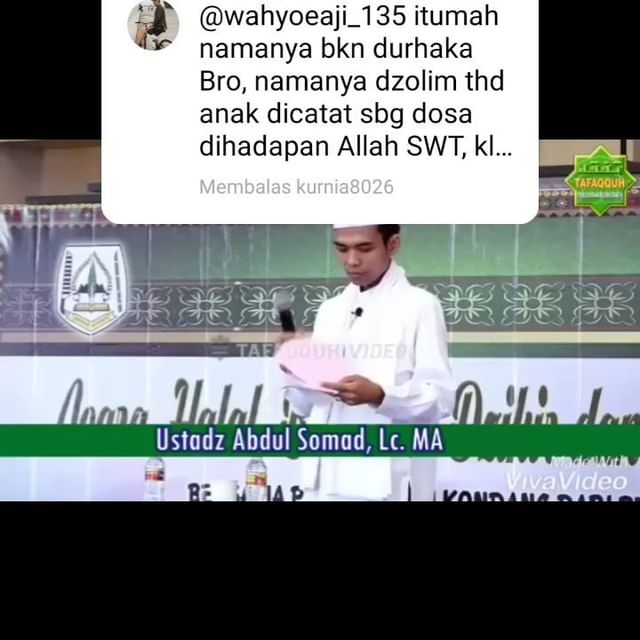 @wahyoeaji_135 itumah
namanya bkn durhaka
Bro, namanya dzolim thd
anak dicatat sbg dosa
dihadapan Allah SWT, kl...
Membalas kurnia8026
TAFAQQUH
TAFAQQUHVIDEO
Ustadz Abdul Somad, Lc. MA
Made With
VivaVideo